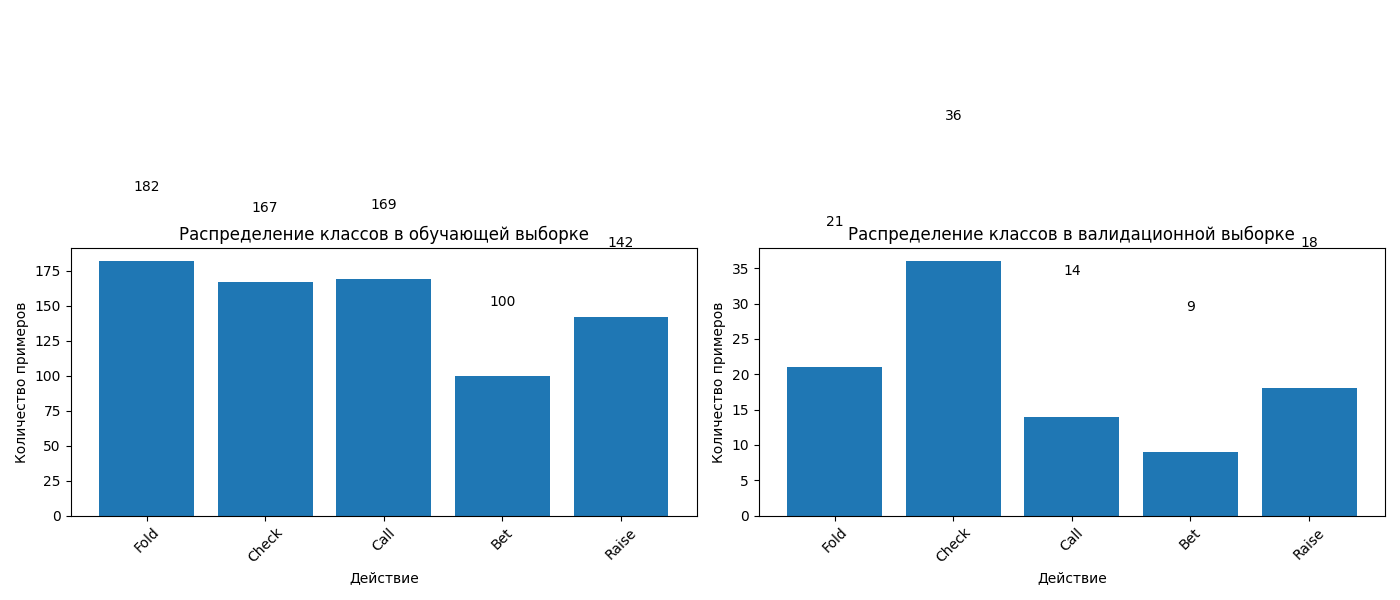 182
167
169
142
100
Распределение классов в обучающей выборке
Количество примеров
175
150
125
100
75
50
25
0
Fold
Check
Call
Bet
Raise
Действие
36
21
14
9
18
Распределение классов в валидационной выборке
Количество примеров
35
30
25
20
15
10
5
0
Fold
Check
Call
Bet
Raise
Действие